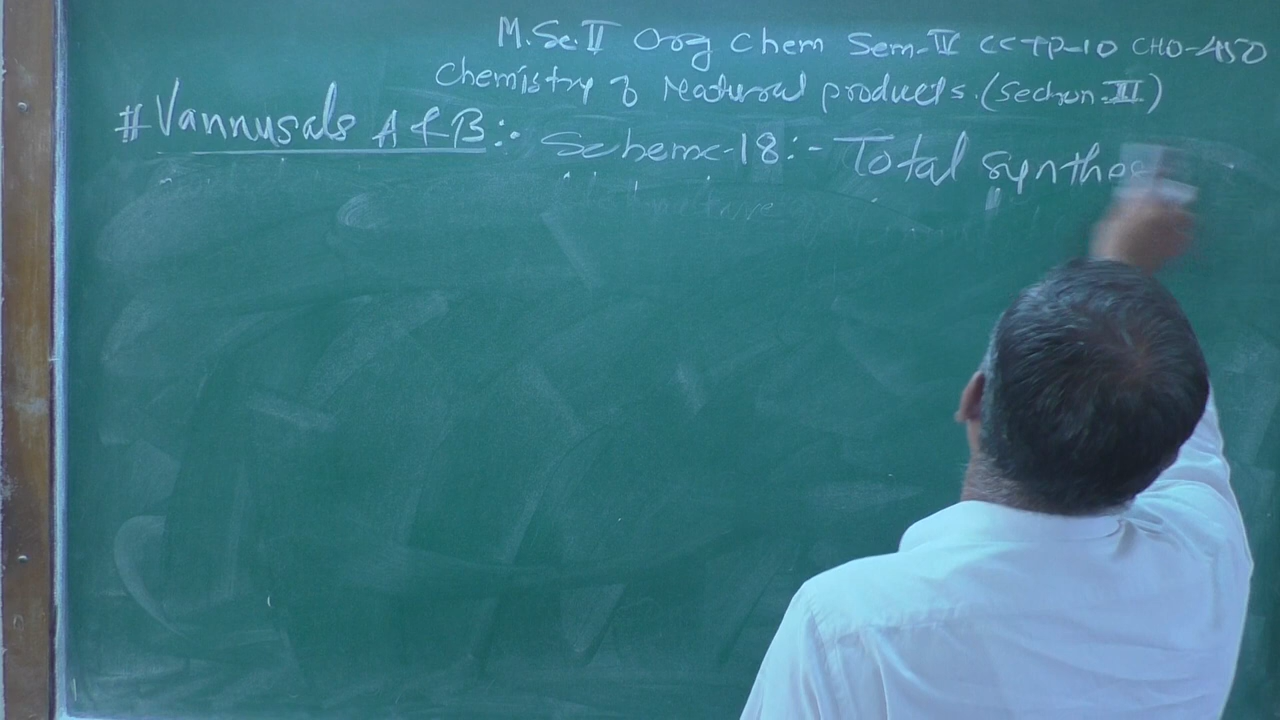 M.Sc.II Org Chem Sem-IV CCTP-10 CHO-450
Chemistry of Natural products. (Section-II)
# Vannusals A & B :- Scheme-18:- Total synthes